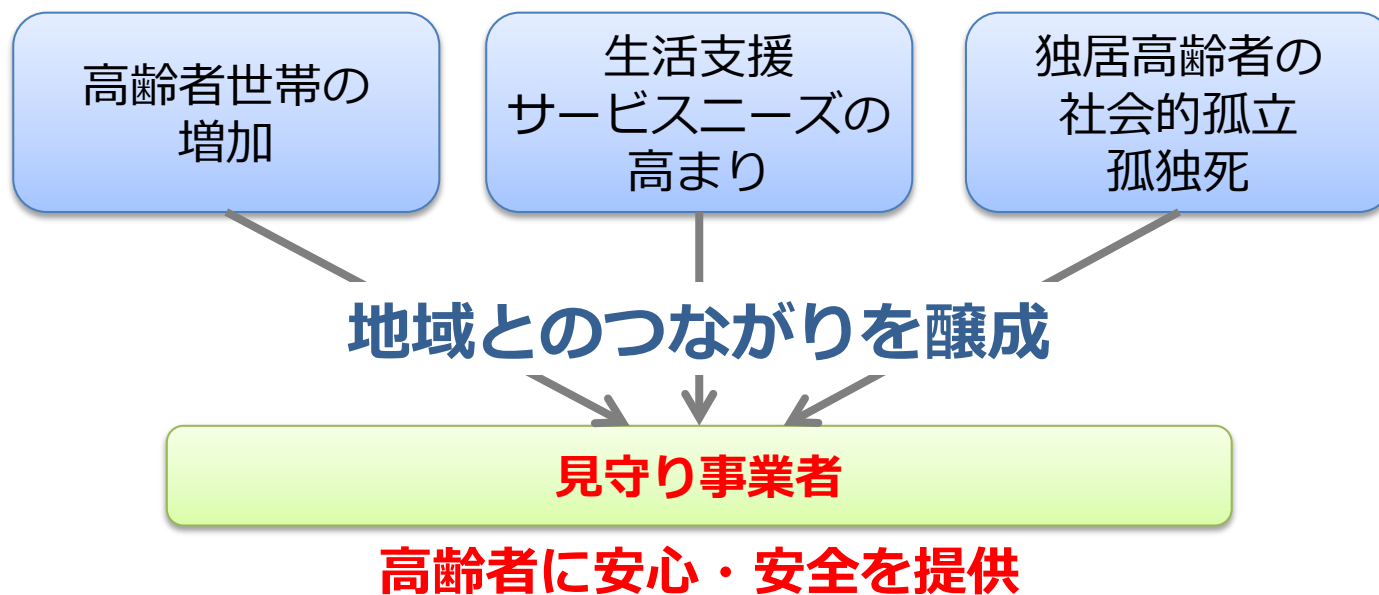 高齢者世帯の
増加
生活支援
サービスニーズの
高まり
独居高齢者の
社会的孤立
孤独死
地域とのつながりを醸成
見守り事業者
高齢者に安心・安全を提供